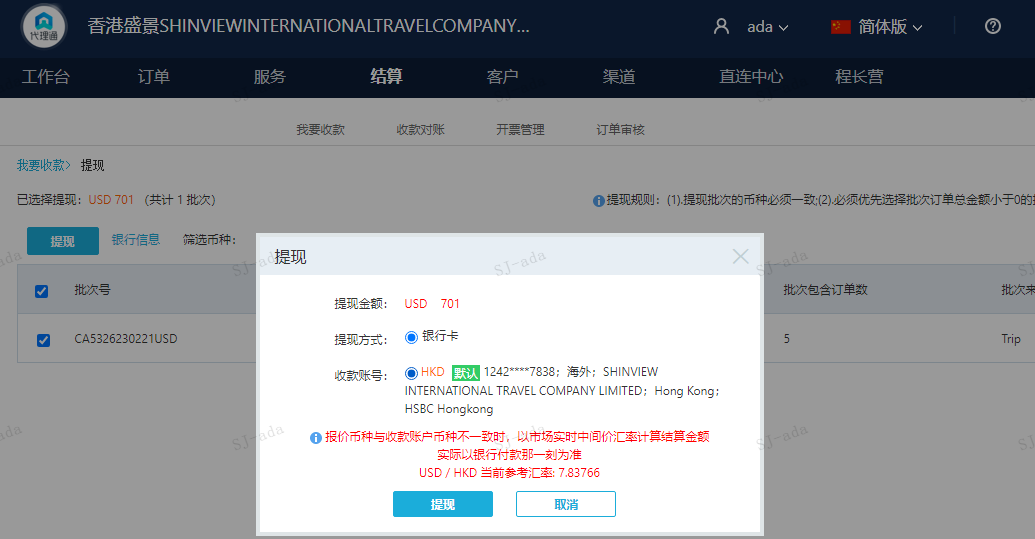 代理通
香港盛景SHINVIEWINTERNATIONALTRAVELCOMPANY...
ada
简体版
工作台 订单 服务 结算 客户 渠道 直连中心 程长营
我要收款 收款对账 开票管理 订单审核
我要收款> 提现
已选择提现：USD 701 （共计 1 批次）
提现规则：(1).提现批次的币种必须一致;(2).必须优先选择批次订单总金额小于0的
提现 银行信息 筛选币种：
批次号 批次包含订单数 批次来
CA5326230221USD 5 Trip
提现
提现金额： USD 701
提现方式： 银行卡
收款账号： HKD 默认 1242****7838；海外；SHINVIEW
INTERNATIONAL TRAVEL COMPANY LIMITED；Hong Kong；
HSBC Hongkong
报价币种与收款账户币种不一致时，以市场实时中间价汇率计算结算金额
实际以银行付款那一刻为准
USD / HKD 当前参考汇率: 7.83766
提现 取消
SJ-ada